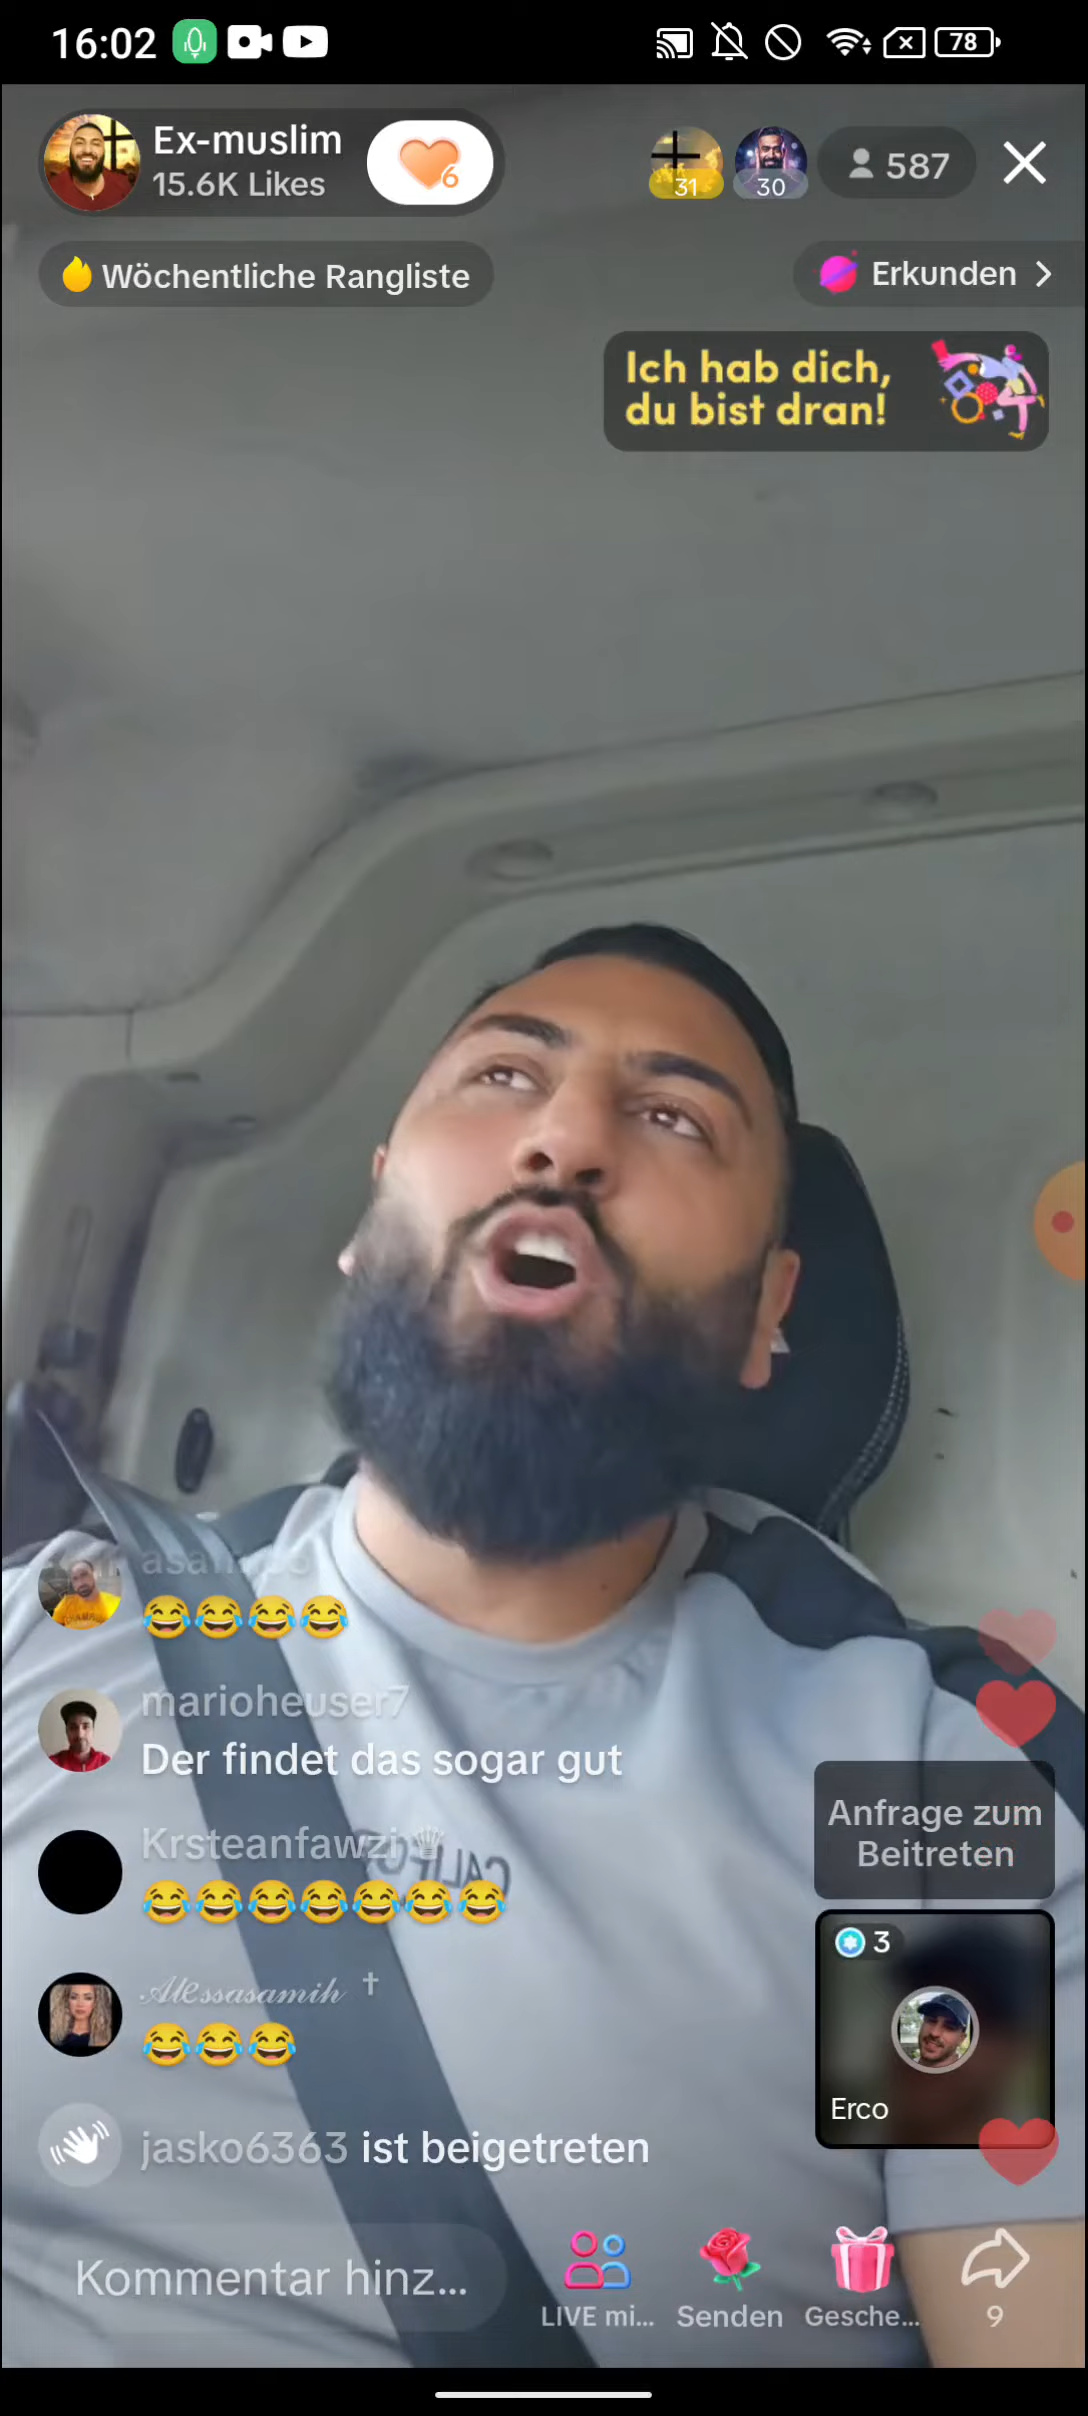 16:02
78
Ex-muslim
15.6K Likes
6
31
30
587
Wöchentliche Rangliste
Erkunden
Ich hab dich,
du bist dran!
😂😂😂😂
marioheuser7
Der findet das sogar gut
Krsteanfawzi♕
😂😂😂😂😂😂😂
𝒜𝓁ℯ𝓈𝓈𝒶𝓈𝒶𝓂𝒾𝒽 †
😂😂😂
jasko6363 ist beigetreten
Anfrage zum
Beitreten
3
Erco
Kommentar hinz...
LIVE mi...
Senden
Gesche...
9